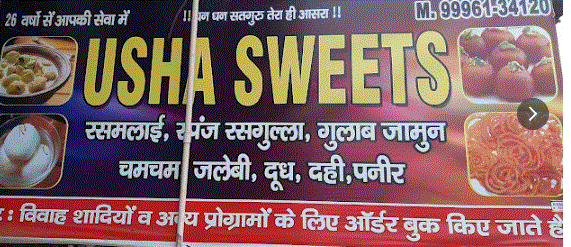 26 वर्षो सें आपकी सेवा में
!! धन धन सतगुरु तेरा ही आसरा !!
M. 99961-34120
USHA SWEETS
रसमलाई, स्पंज रसगुल्ला, गुलाब जामुन
चमचम जलेबी, दूध, दही,पनीर
: विवाह शादियों व अन्य प्रोग्रामों के लिए ऑर्डर बुक किए जाते है